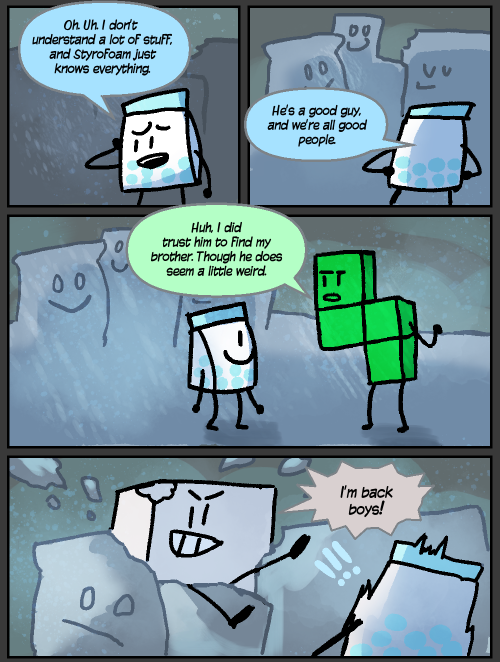 Oh. Uh. I don't
understand a lot of stuff,
and Styrofoam just
knows everything.
He's a good guy,
and we're all good
people.
Huh, I did
trust him to find my
brother. Though he does
seem a little weird.
I'm back
boys!
!!!